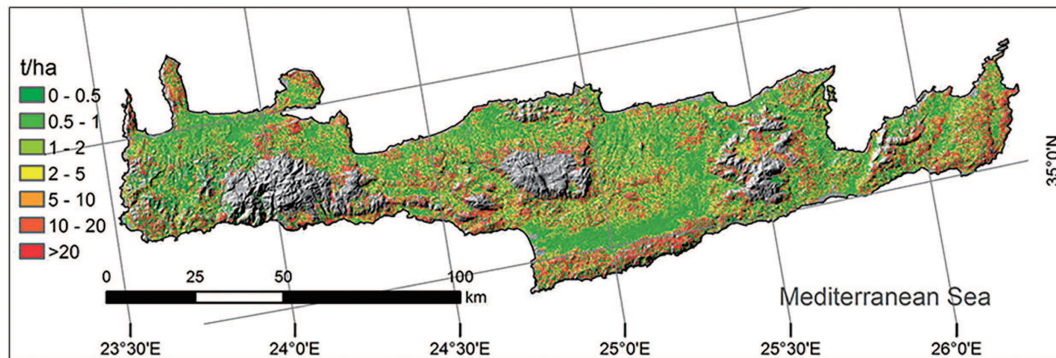 t/ha
0 - 0.5
0.5 - 1
1 - 2
2 - 5
5 - 10
10 - 20
>20
35°0'N
0 25 50 100
km
Mediterranean Sea
23°30'E 24°0'E 24°30'E 25°0'E 25°30'E 26°0'E